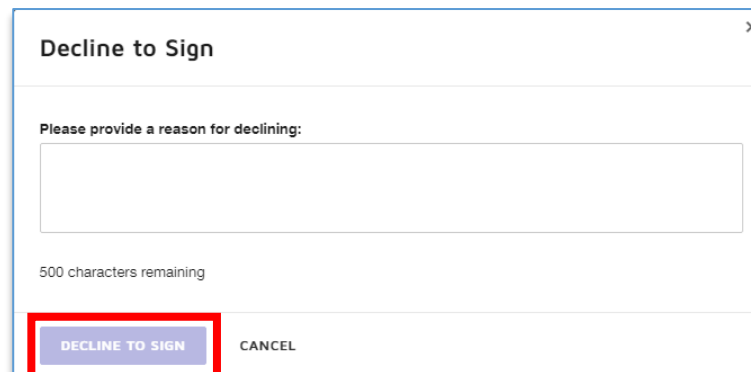 Decline to Sign
Please provide a reason for declining:
500 characters remaining
DECLINE TO SIGN CANCEL